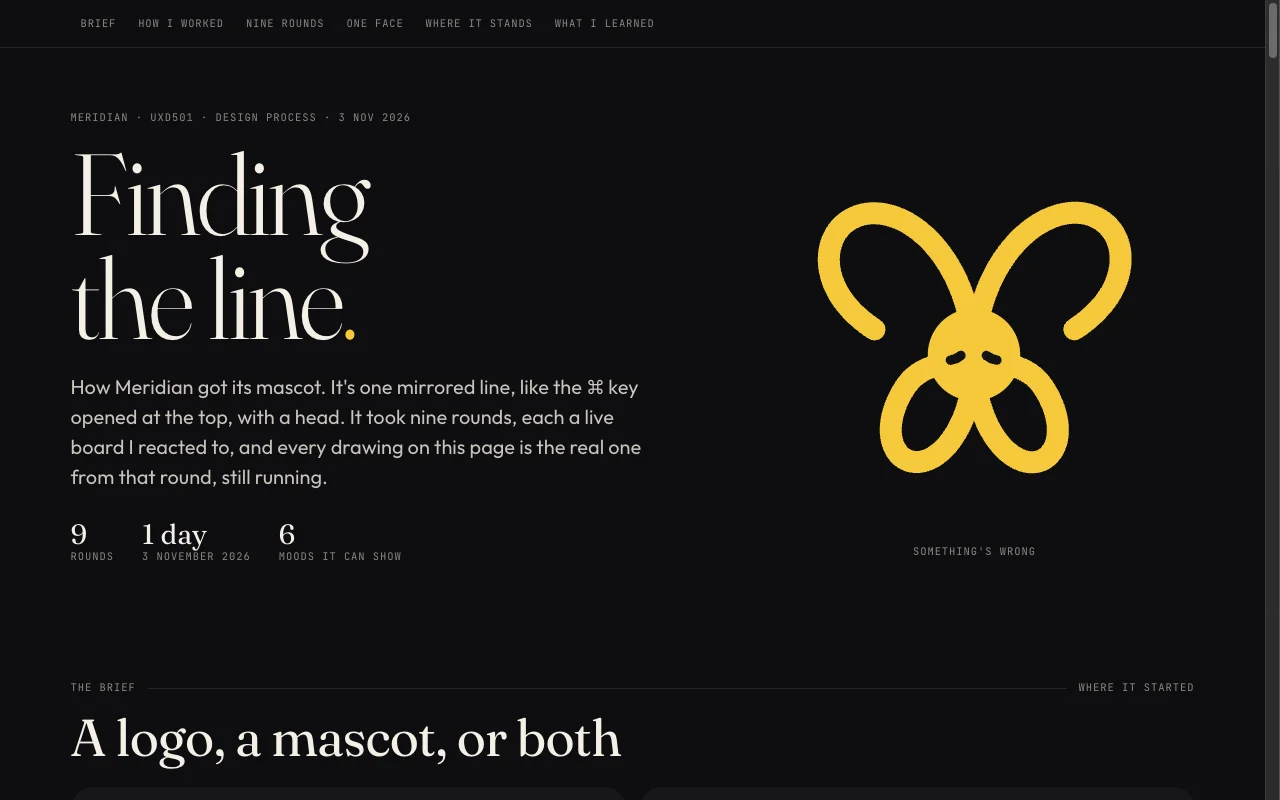 BRIEF HOW I WORKED NINE ROUNDS ONE FACE WHERE IT STANDS WHAT I LEARNED
MERIDIAN · UXD501 · DESIGN PROCESS · 3 NOV 2026
Finding
the line.
How Meridian got its mascot. It's one mirrored line, like the ⌘ key
opened at the top, with a head. It took nine rounds, each a live
board I reacted to, and every drawing on this page is the real one
from that round, still running.
9
ROUNDS
1 day
3 NOVEMBER 2026
6
MOODS IT CAN SHOW
SOMETHING'S WRONG
THE BRIEF
WHERE IT STARTED
A logo, a mascot, or both